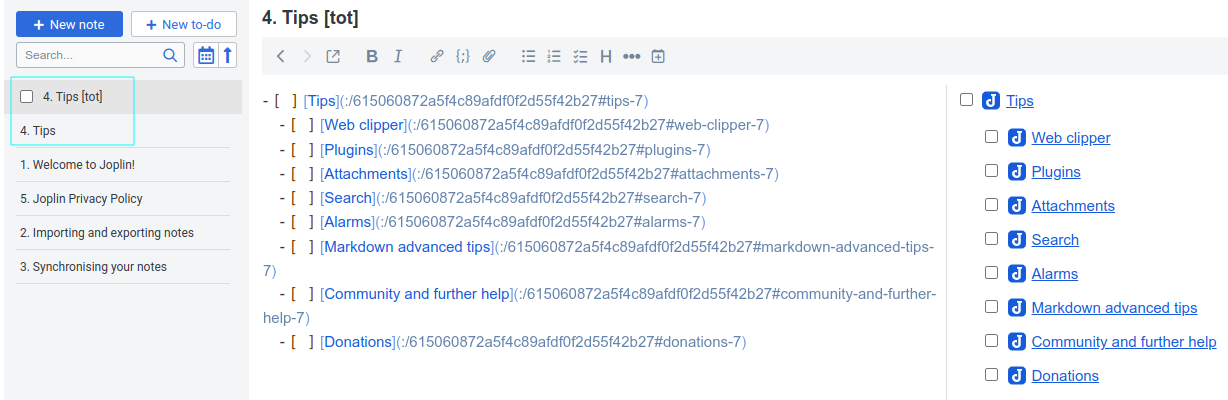 + New note
+ New to-do
Search...
4. Tips [tot]
4. Tips
1. Welcome to Joplin!
5. Joplin Privacy Policy
2. Importing and exporting notes
3. Synchronising your notes
4. Tips [tot]
B I {;} H
- [ ] [Tips](:/615060872a5f4c89afdf0f2d55f42b27#tips-7)
- [ ] [Web clipper](:/615060872a5f4c89afdf0f2d55f42b27#web-clipper-7)
- [ ] [Plugins](:/615060872a5f4c89afdf0f2d55f42b27#plugins-7)
- [ ] [Attachments](:/615060872a5f4c89afdf0f2d55f42b27#attachments-7)
- [ ] [Search](:/615060872a5f4c89afdf0f2d55f42b27#search-7)
- [ ] [Alarms](:/615060872a5f4c89afdf0f2d55f42b27#alarms-7)
- [ ] [Markdown advanced tips](:/615060872a5f4c89afdf0f2d55f42b27#markdown-advanced-tips-
7)
- [ ] [Community and further help](:/615060872a5f4c89afdf0f2d55f42b27#community-and-further-
help-7)
- [ ] [Donations](:/615060872a5f4c89afdf0f2d55f42b27#donations-7)
Tips
Web clipper
Plugins
Attachments
Search
Alarms
Markdown advanced tips
Community and further help
Donations